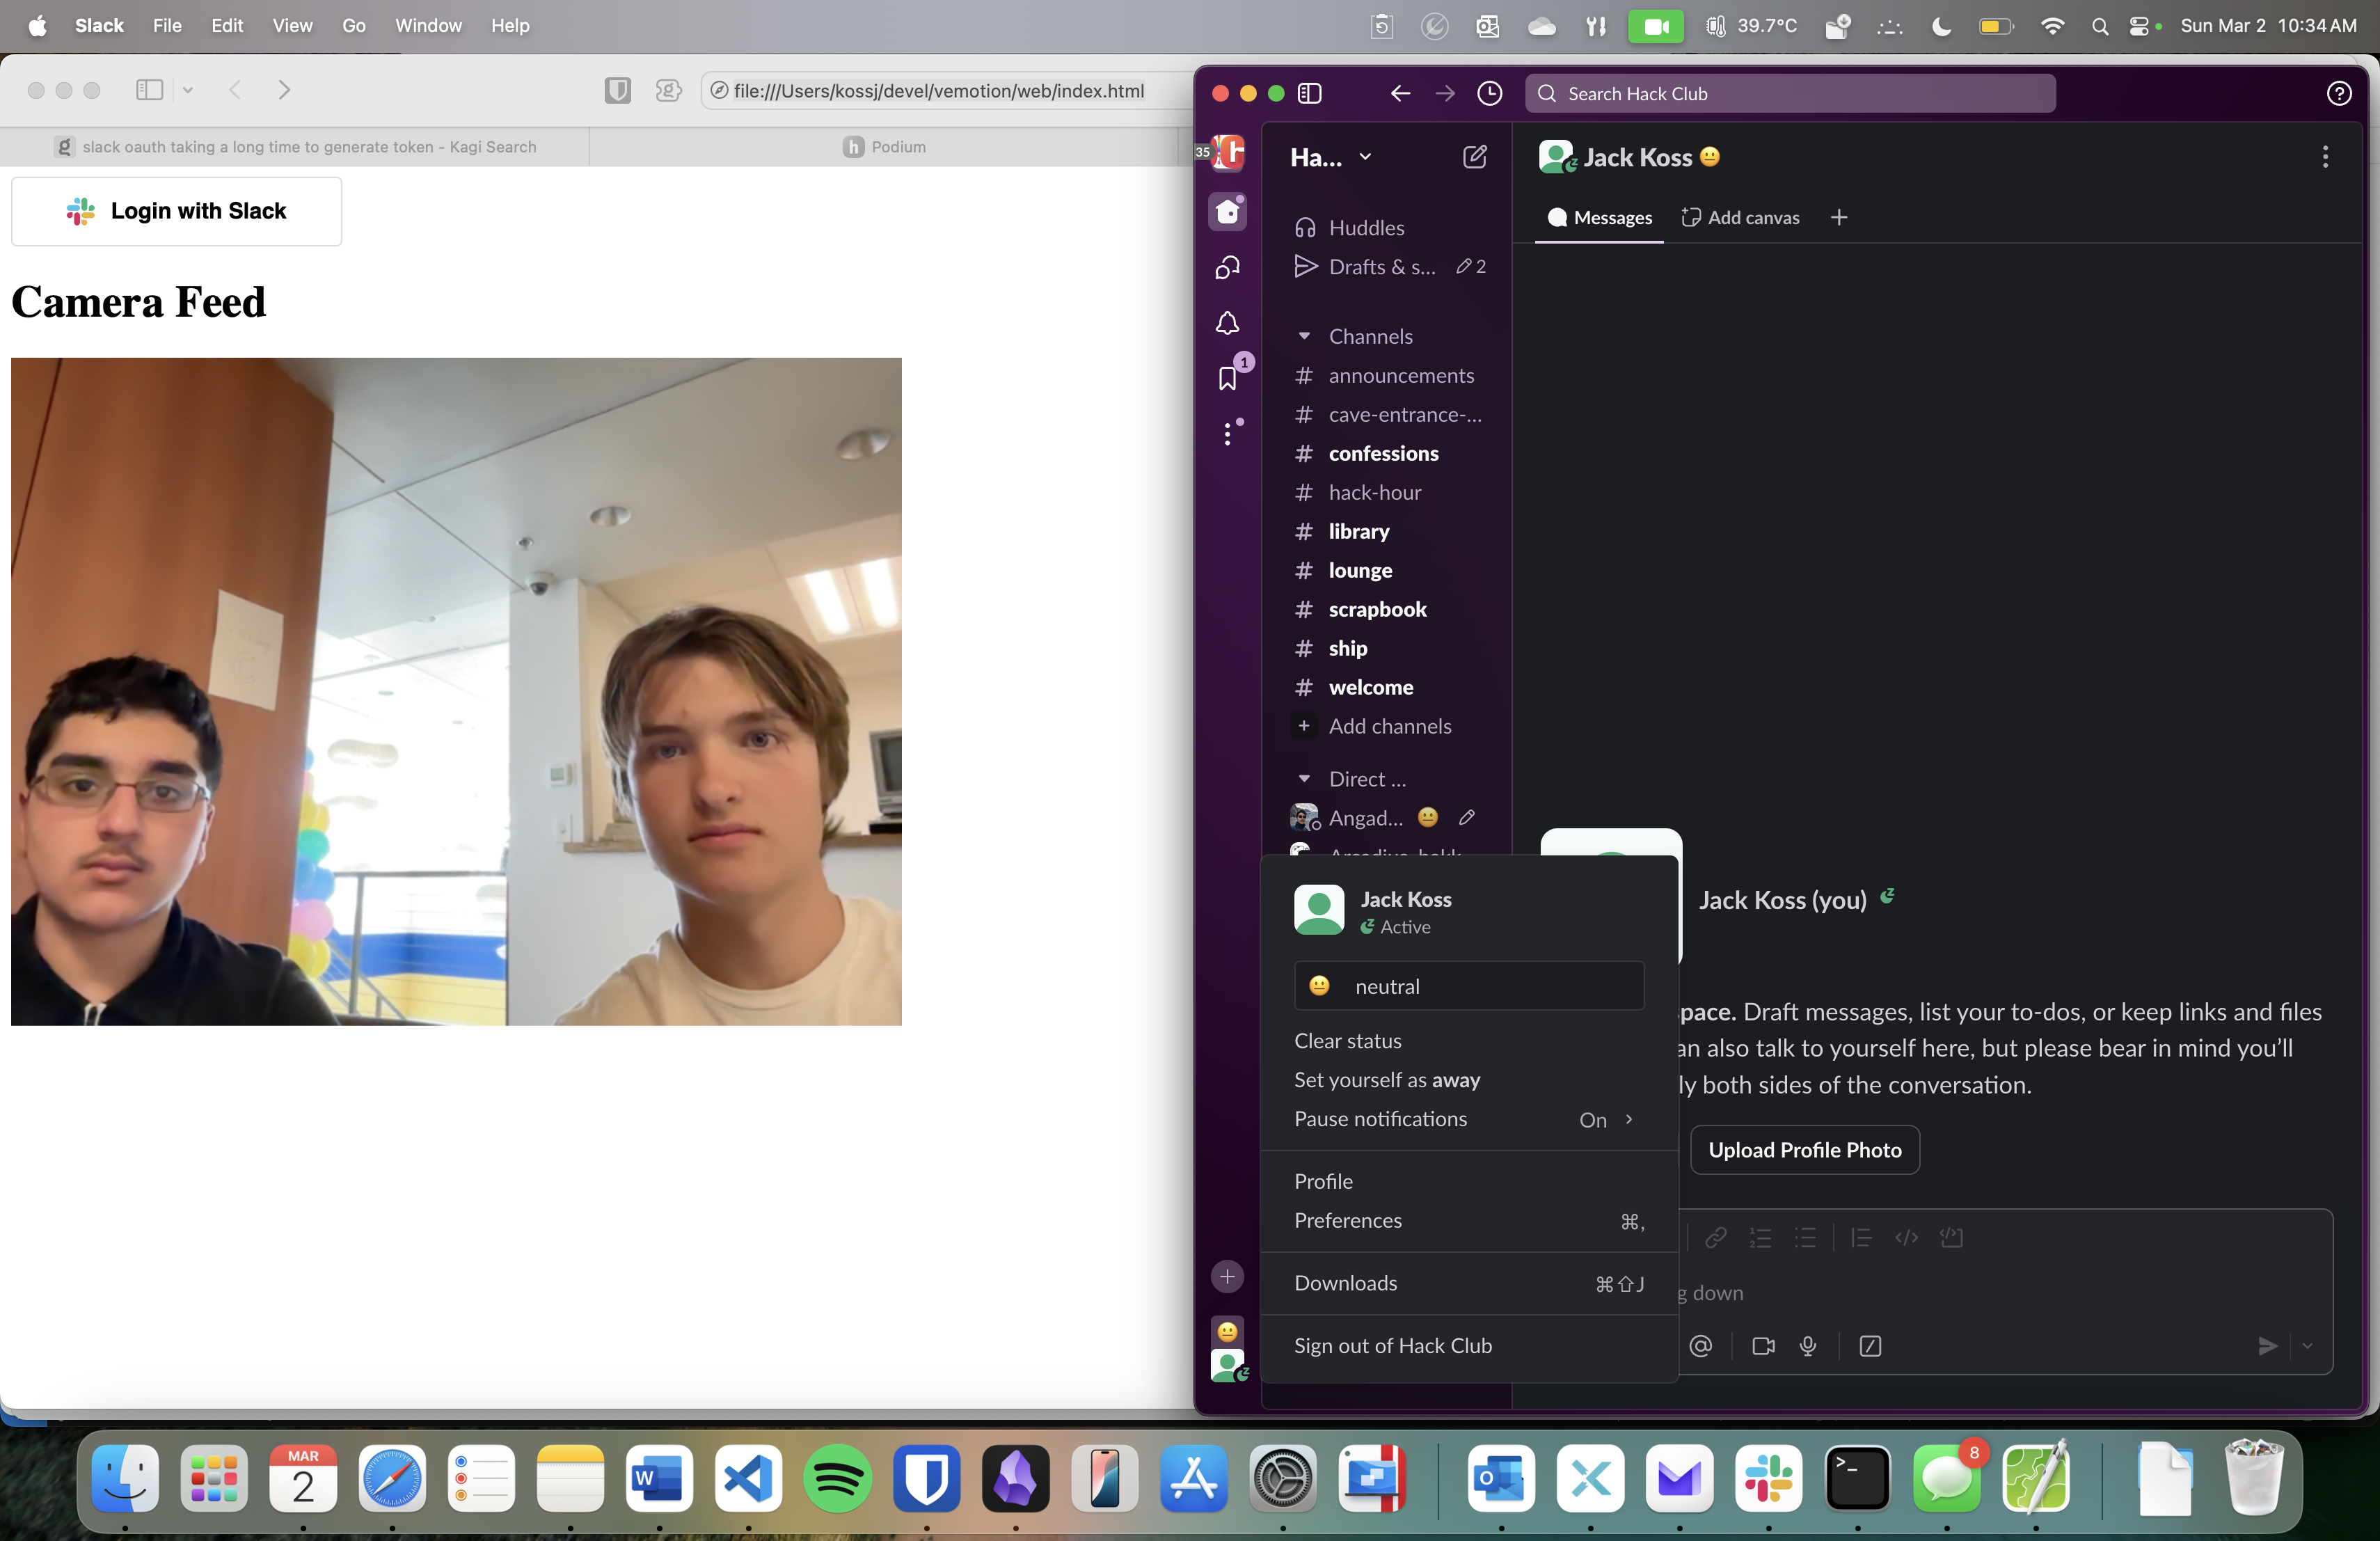 Slack File Edit View Go Window Help
39.7°C
Sun Mar 2 10:34 AM
file:///Users/kossj/devel/vemotion/web/index.html
slack oauth taking a long time to generate token - Kagi Search
Podium
Login with Slack
Camera Feed
Search Hack Club
35
Ha...
Huddles
Drafts & s... 2
1
Channels
# announcements
# cave-entrance-...
# confessions
# hack-hour
# library
# lounge
# scrapbook
# ship
# welcome
+ Add channels
Direct ...
Angad...
Jack Koss
Messages
Add canvas
Jack Koss (you)
space. Draft messages, list your to-dos, or keep links and files
an also talk to yourself here, but please bear in mind you’ll
ly both sides of the conversation.
Upload Profile Photo
g down
Jack Koss
Active
neutral
Clear status
Set yourself as away
Pause notifications On
Profile
Preferences ⌘,
Downloads ⌘⇧J
Sign out of Hack Club
MAR
2
8